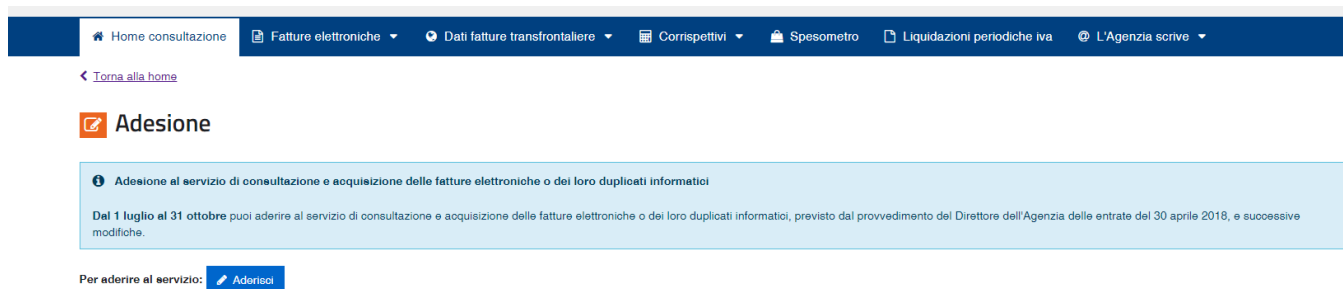 Home consultazione Fatture elettroniche Dati fatture transfrontaliere Corrispettivi Spesometro Liquidazioni periodiche iva @ L'Agenzia scrive
Torna alla home
Adesione
Adesione al servizio di consultazione e acquisizione delle fatture elettroniche o dei loro duplicati informatici
Dal 1 luglio al 31 ottobre puoi aderire al servizio di consultazione e acquisizione delle fatture elettroniche o dei loro duplicati informatici, previsto dal provvedimento del Direttore dell'Agenzia delle entrate del 30 aprile 2018, e successive
modifiche.
Per aderire al servizio: Aderisci